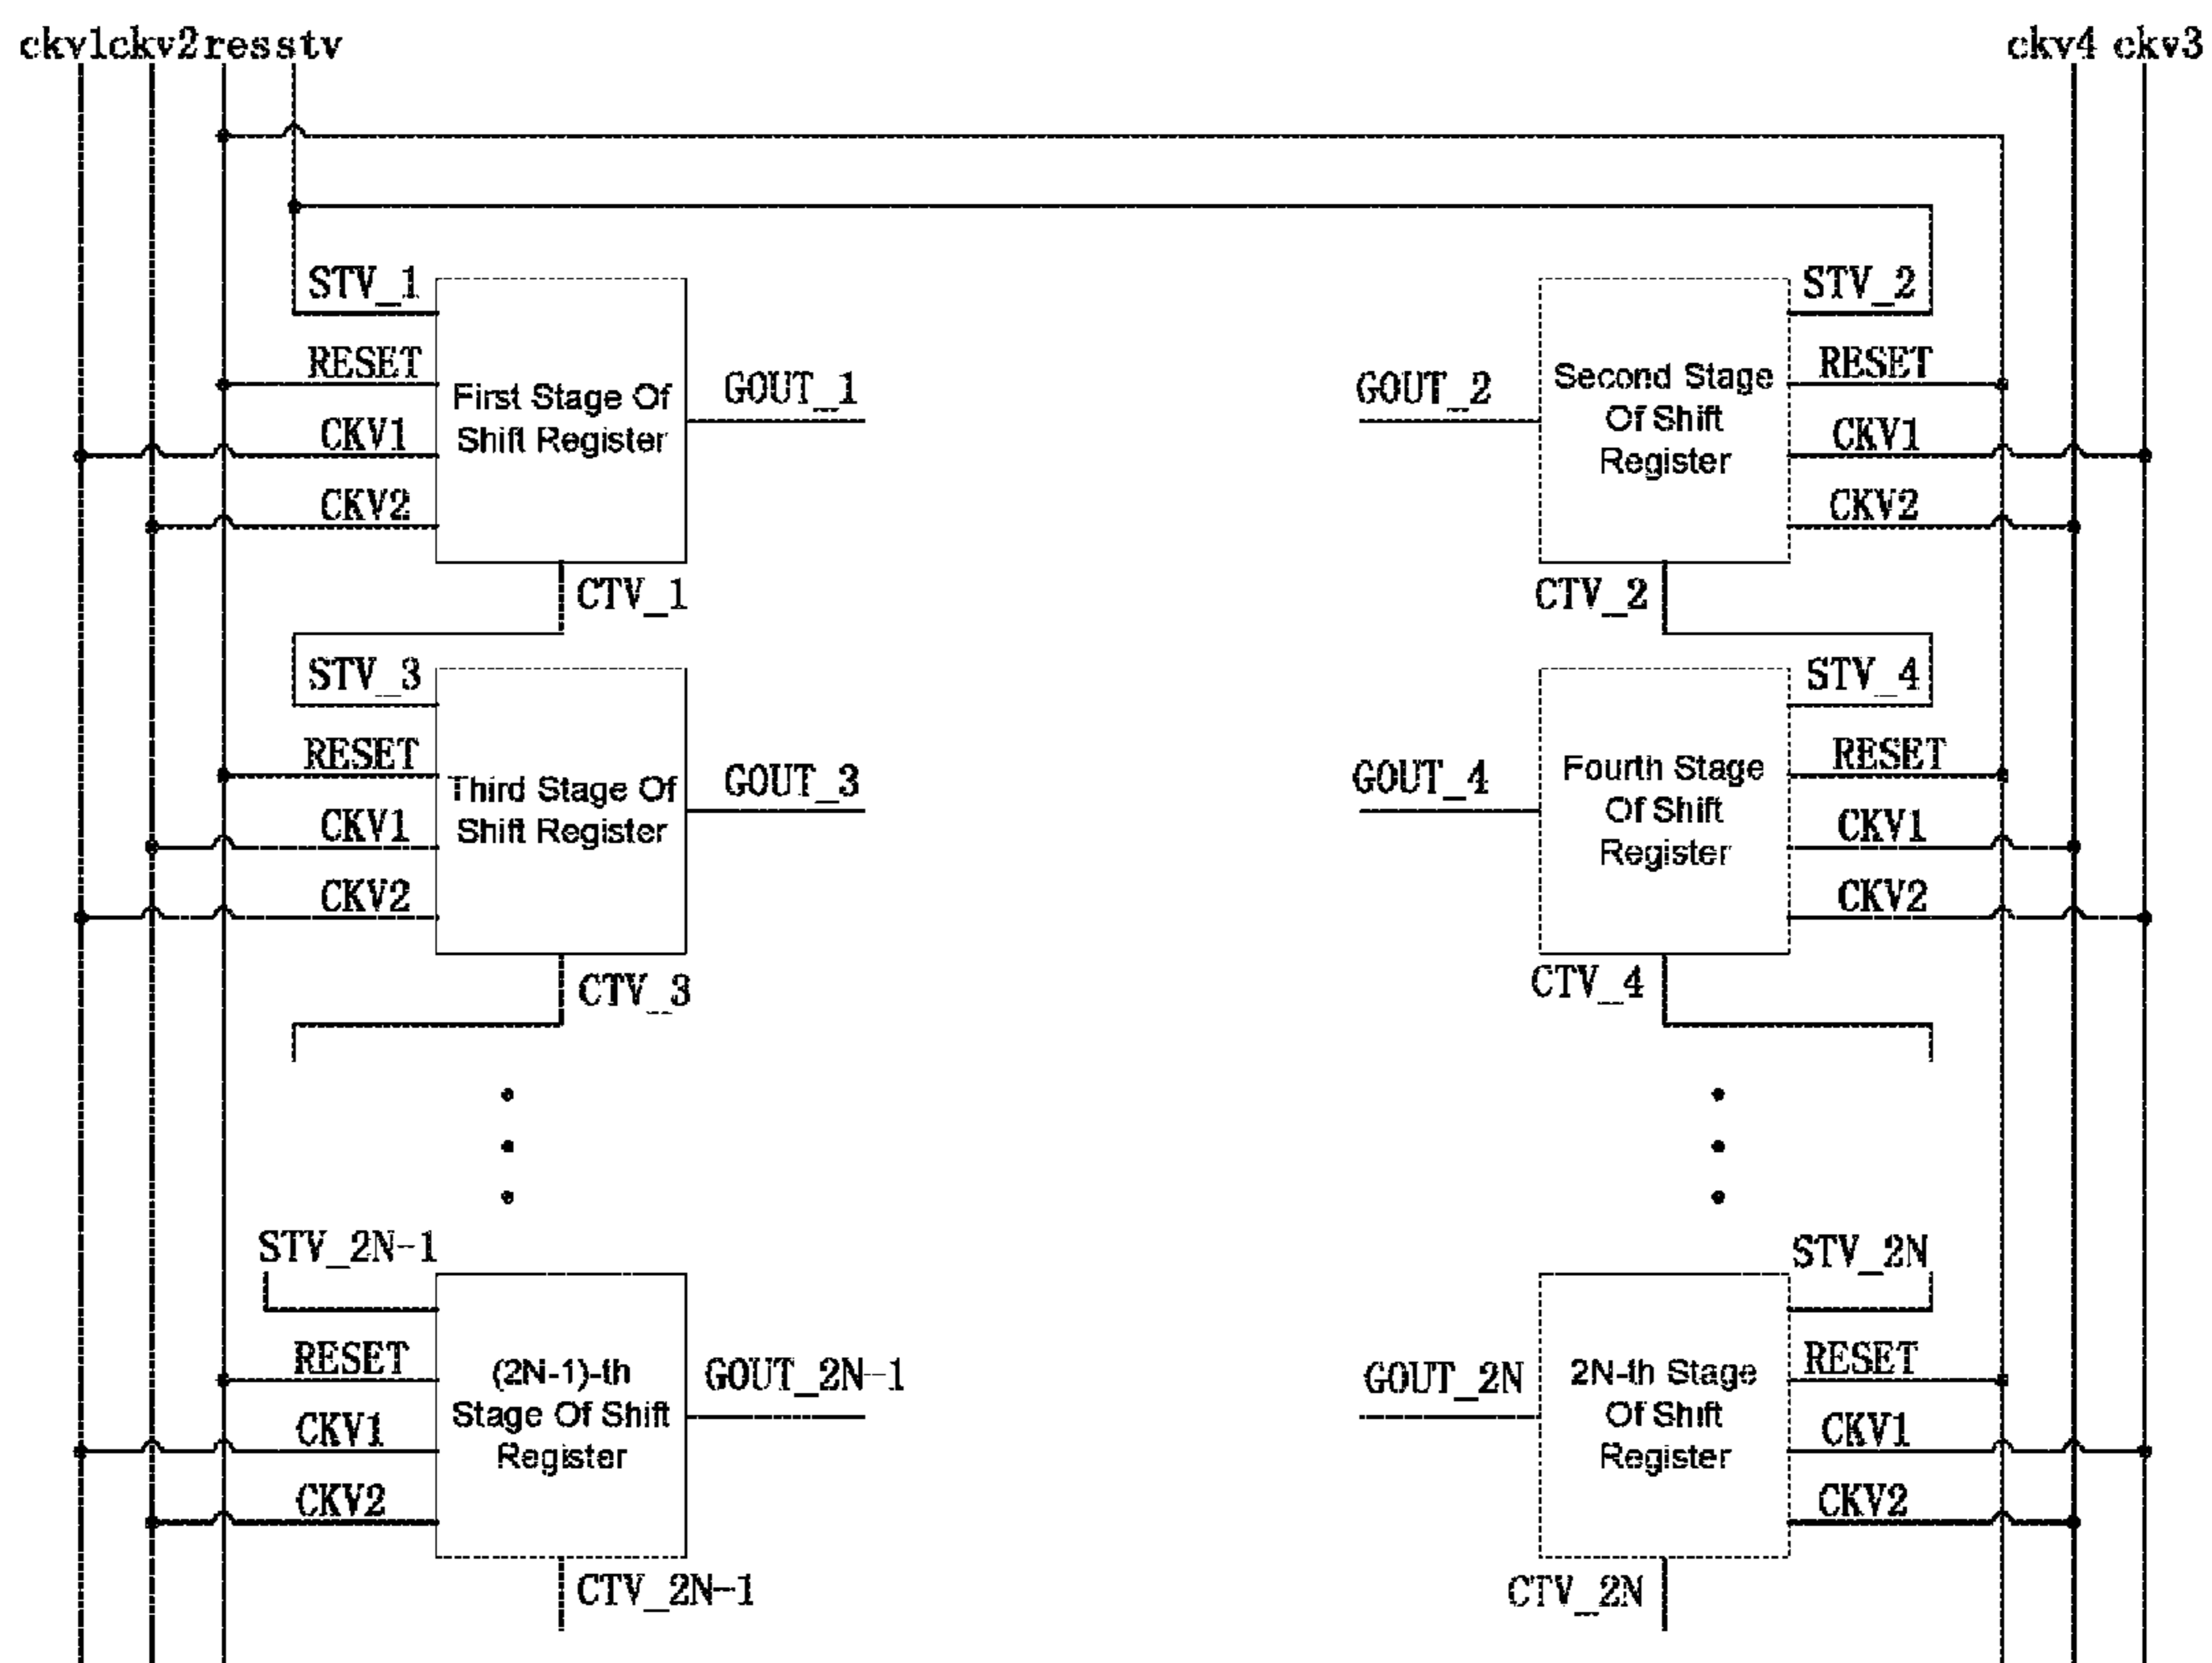 ckv1ckv2resstv
ckv4 ckv3
STV_1
RESET
CKV1
CKV2
First Stage Of
Shift Register
GOUT_1
CTV_1
GOUT_2
Second Stage
Of Shift
Register
STV_2
RESET
CKV1
CKV2
CTV_2
STV_3
RESET
CKV1
CKV2
Third Stage Of
Shift Register
GOUT_3
CTV_3
GOUT_4
Fourth Stage
Of Shift
Register
STV_4
RESET
CKV1
CKV2
CTV_4
STV_2N-1
RESET
CKV1
CKV2
(2N-1)-th
Stage Of Shift
Register
GOUT_2N-1
CTV_2N-1
GOUT_2N
2N-th Stage
Of Shift
Register
STV_2N
RESET
CKV1
CKV2
CTV_2N